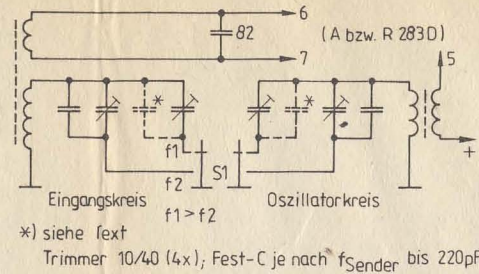 6
82
(A bzw. R 283D)
7
5
*
*
f1
S1
+
f2
Eingangskreis
Oszillatorkreis
f1 > f2
*) siehe Text
Trimmer 10/40 (4x); Fest-C je nach fSender bis 220pF